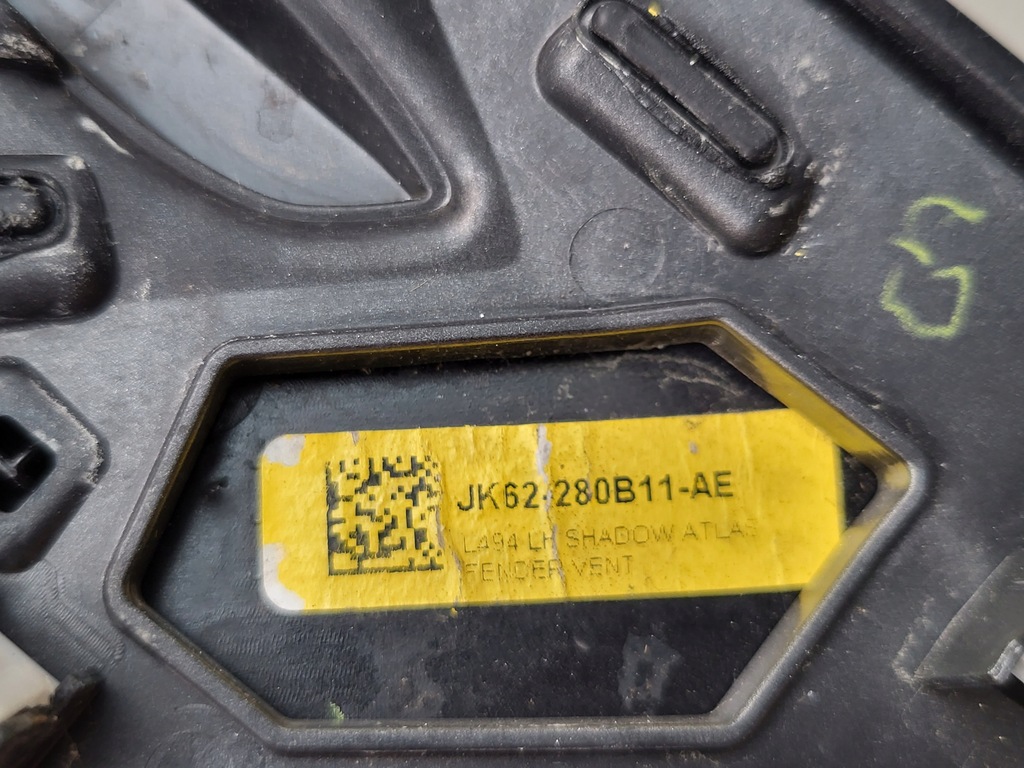 JK62-280B11-AE
L494 LH SHADOW ATLAS
FENDER VENT